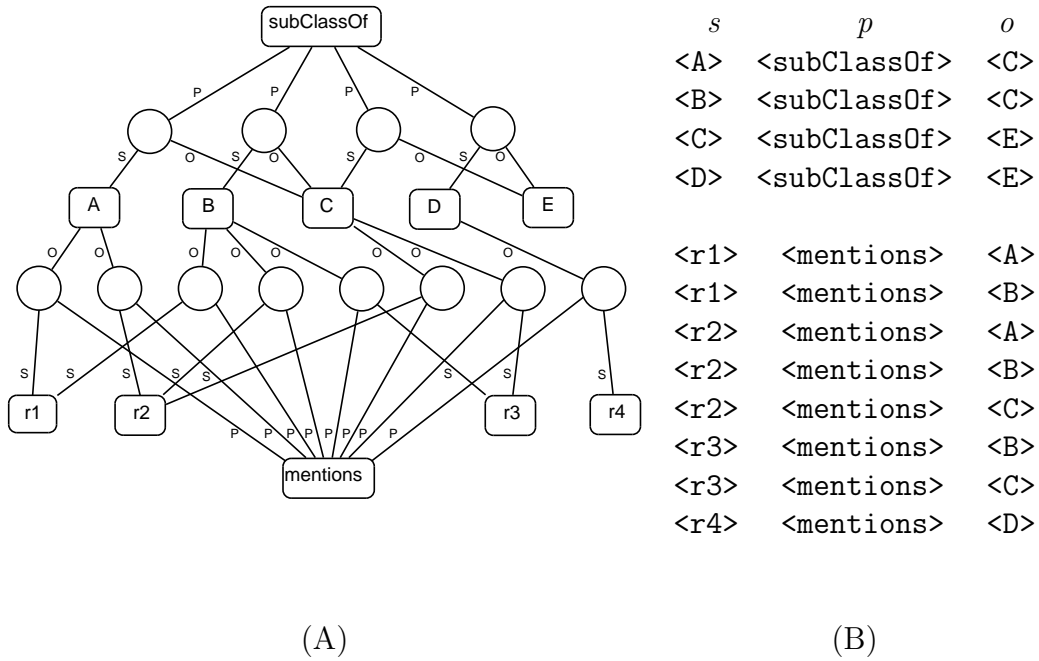 subClassOf
P P P P
S O S O S O S O
A B C D E
O O O O O O O O
S S S S S S S S
r1 r2 r3 r4
P P P P P P P P
mentions
(A)
s p o
<A> <subClassOf> <C>
<B> <subClassOf> <C>
<C> <subClassOf> <E>
<D> <subClassOf> <E>
<r1> <mentions> <A>
<r1> <mentions> <B>
<r2> <mentions> <A>
<r2> <mentions> <B>
<r2> <mentions> <C>
<r3> <mentions> <B>
<r3> <mentions> <C>
<r4> <mentions> <D>
(B)